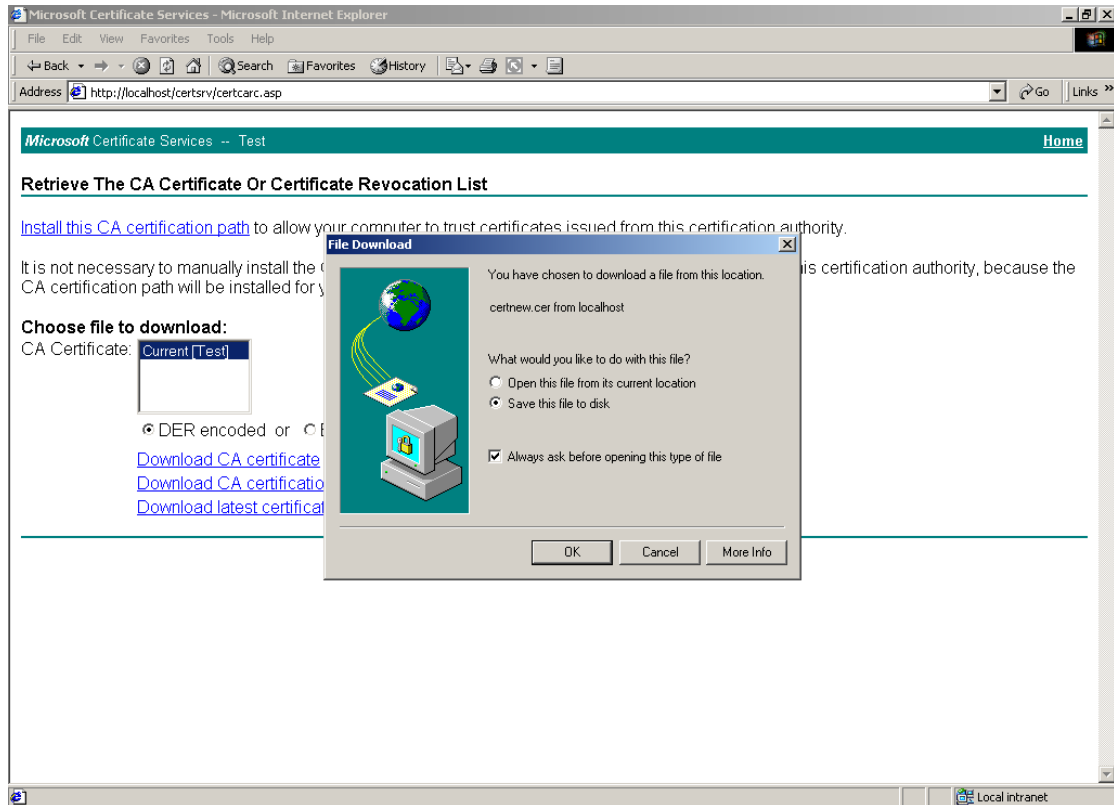 Microsoft Certificate Services - Microsoft Internet Explorer
File Edit View Favorites Tools Help
Back Search Favorites History
Address http://localhost/certsrv/certcarc.asp Go Links »
Microsoft Certificate Services -- Test Home
Retrieve The CA Certificate Or Certificate Revocation List
Install this CA certification path to allow your computer to trust certificates issued from this certification authority.
It is not necessary to manually install the is certification authority, because the
CA certification path will be installed for
Choose file to download:
CA Certificate: Current [Test]
DER encoded or
Download CA certificate
Download CA
Download latest
File Download
You have chosen to download a file from this location.
certnew.cer from localhost
What would you like to do with this file?
Open this file from its current location
Save this file to disk
Always ask before opening this type of file
OK Cancel More Info
Local intranet